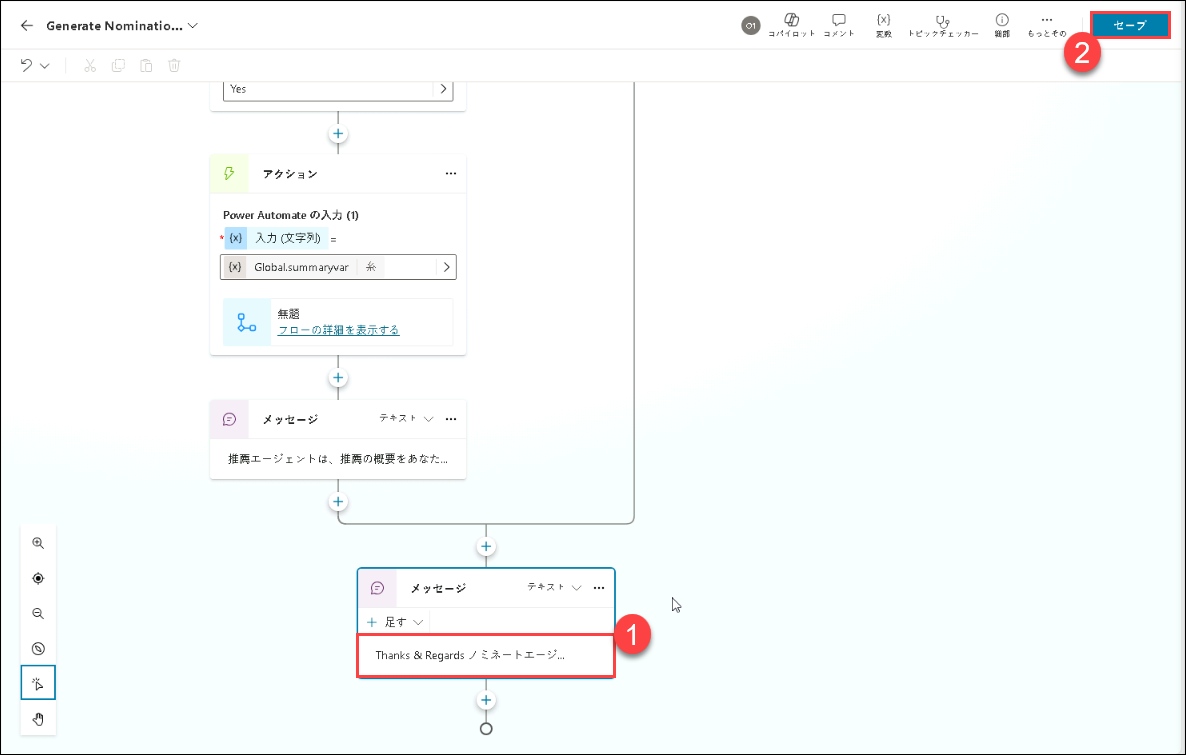 Generate Nominatio...
O1
コパイロット
コメント
{x}
変数
トピックチェッカー
細部
もっとその
セーブ
2
Yes
アクション
Power Automate の入力 (1)
* {x} 入力 (文字列) =
{x} Global.summaryvar 糸
無題
フローの詳細を表示する
メッセージ テキスト
推薦エージェントは、推薦の概要をあなた...
メッセージ テキスト
+ 足す
Thanks & Regards ノミネートエージ...
1